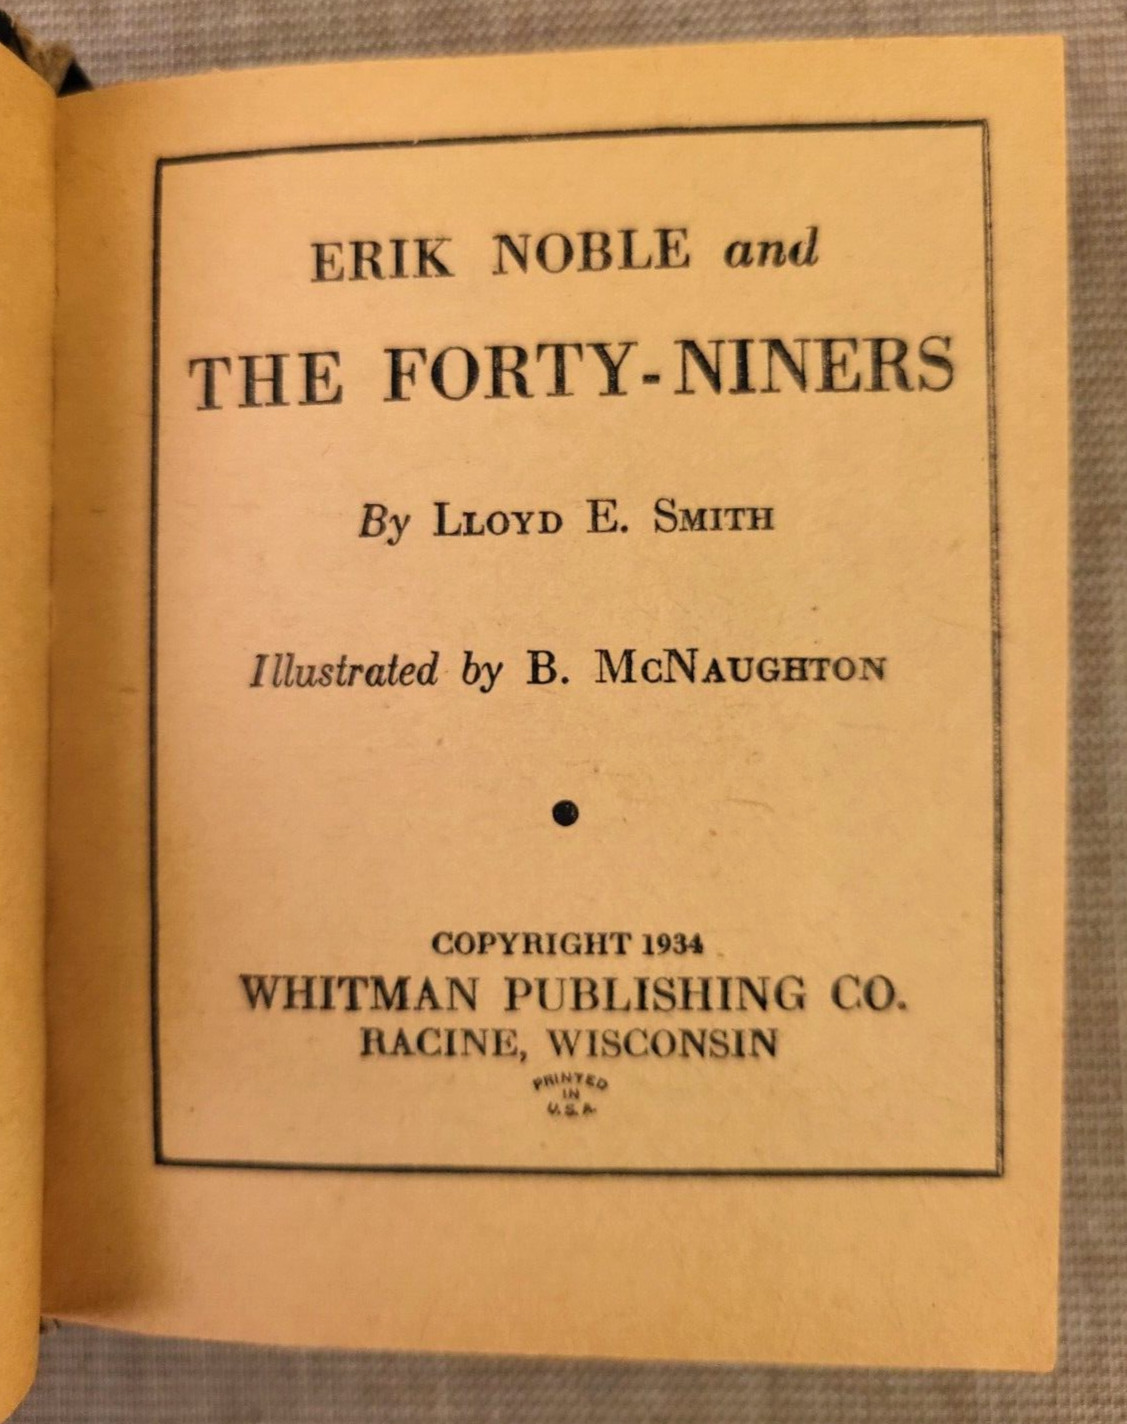 ERIK NOBLE and
THE FORTY-NINERS
By LLOYD E. SMITH
Illustrated by B. McNAUGHTON
COPYRIGHT 1934
WHITMAN PUBLISHING CO.
RACINE, WISCONSIN
PRINTED
IN
U.S.A.